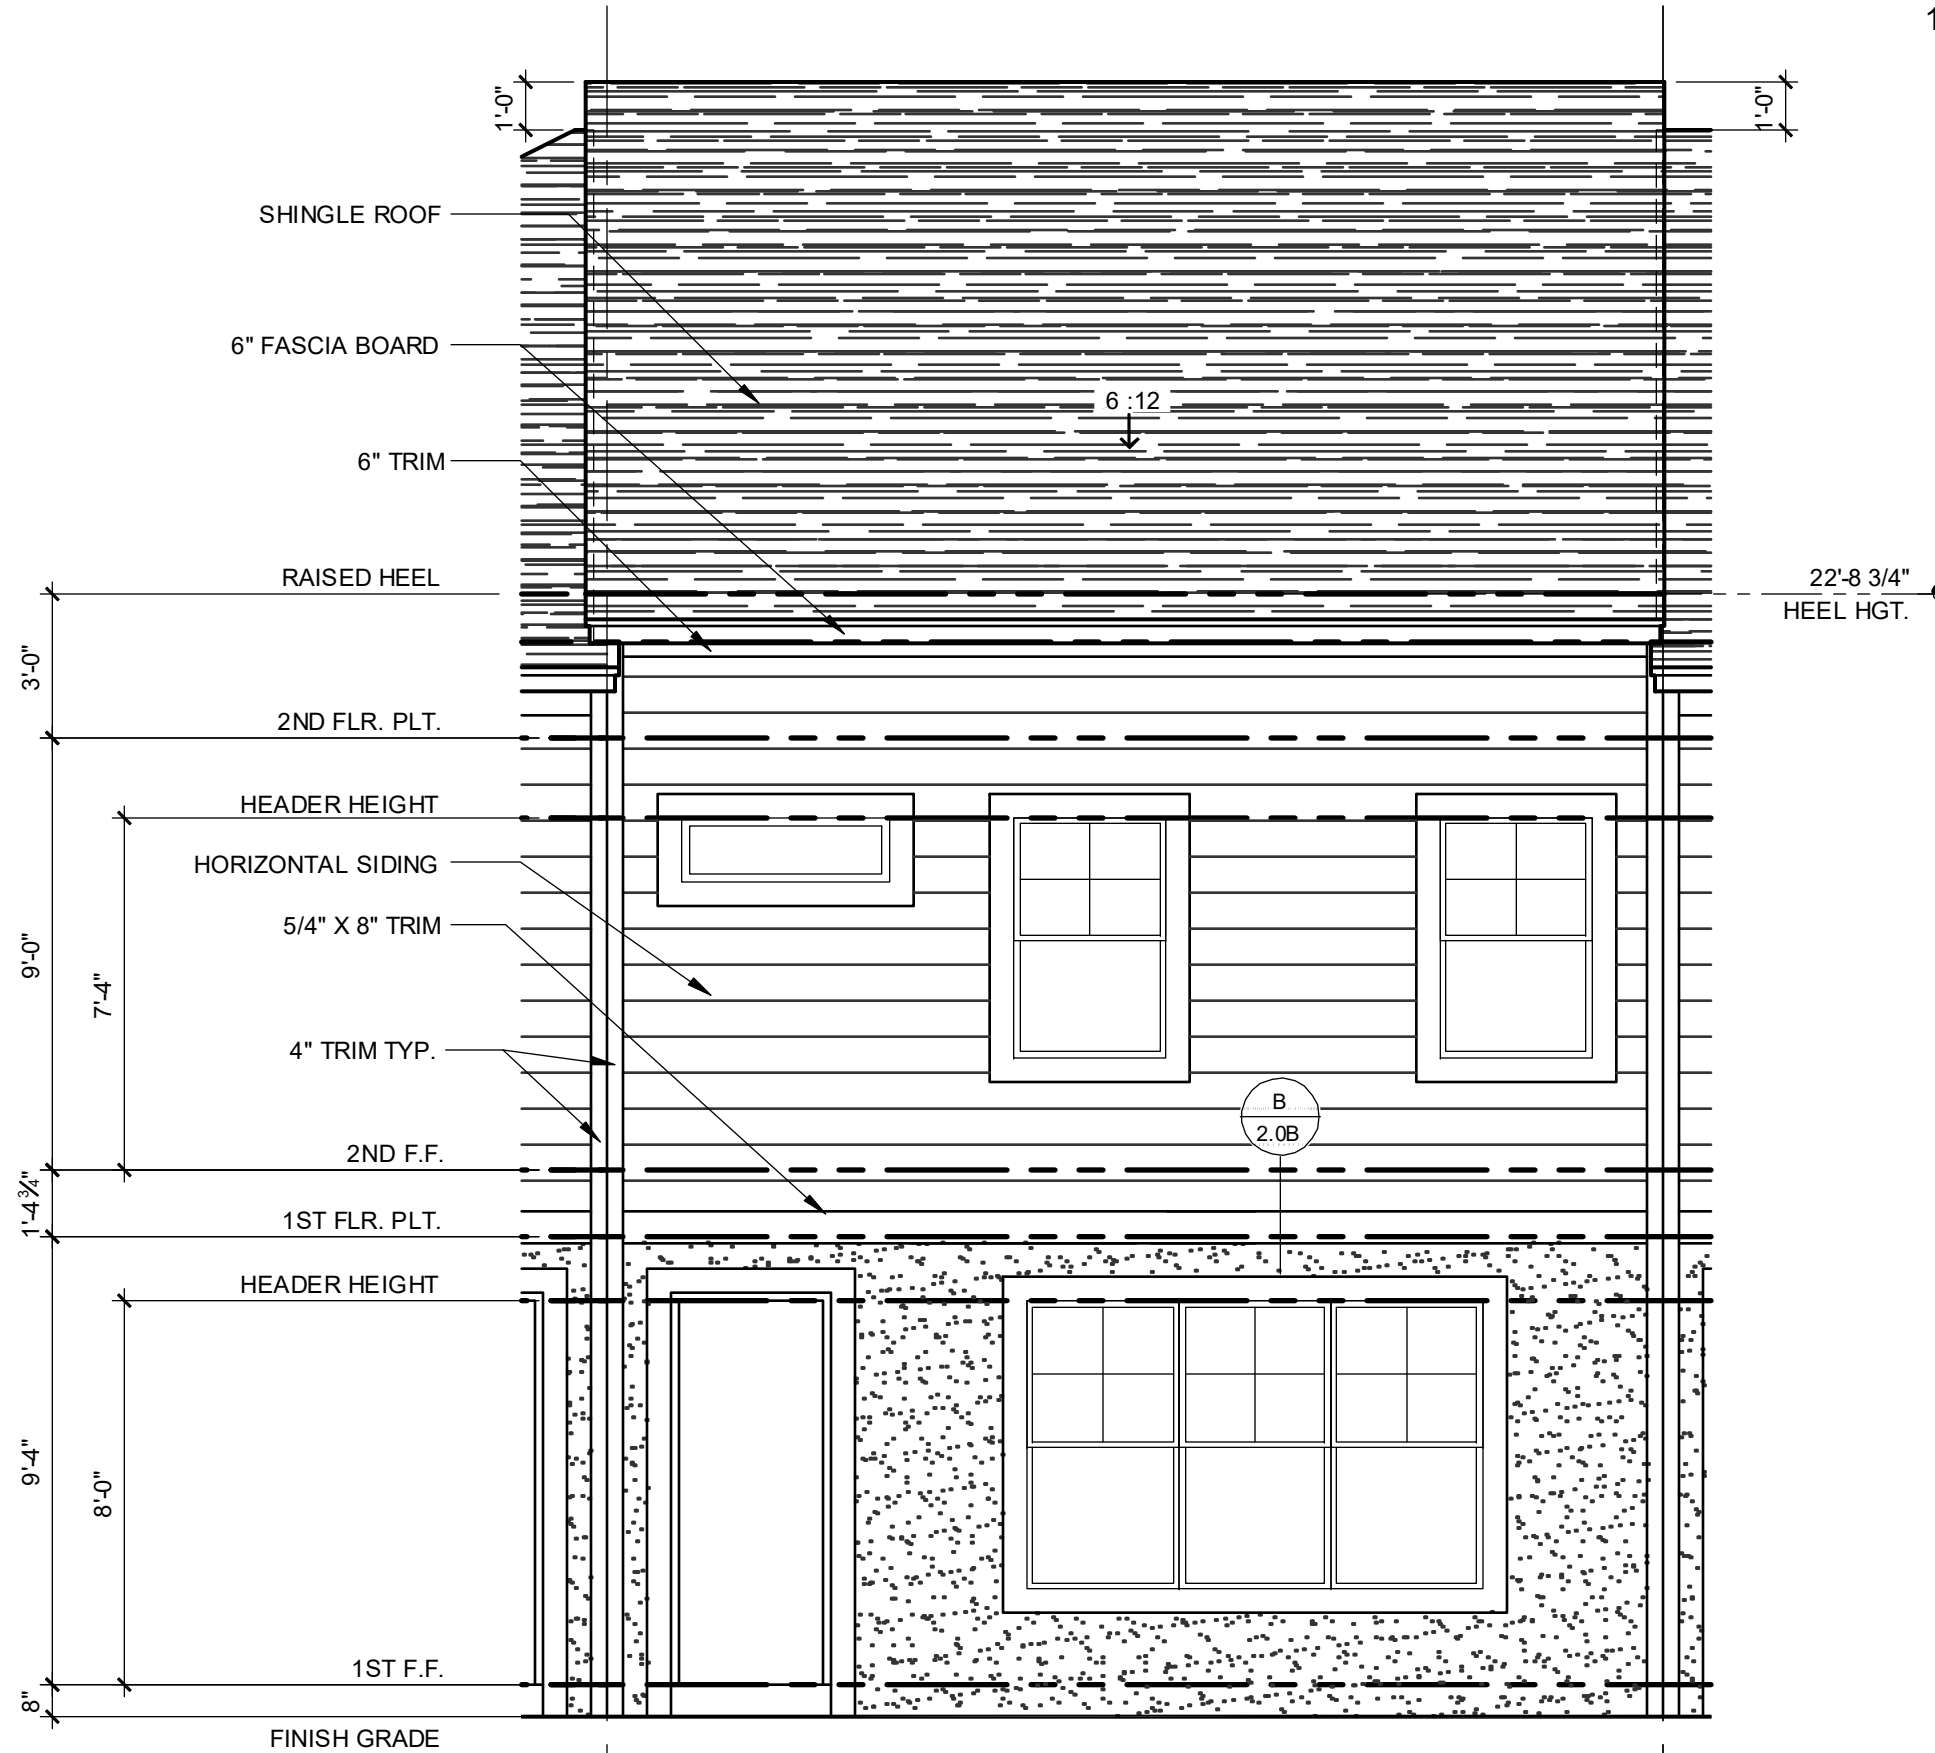 1
1'-0"
1'-0"
SHINGLE ROOF
6" FASCIA BOARD
6 :12
6" TRIM
RAISED HEEL
22'-8 3/4"
HEEL HGT.
3'-0"
2ND FLR. PLT.
HEADER HEIGHT
HORIZONTAL SIDING
5/4" X 8" TRIM
9'-0"
7'-4"
4" TRIM TYP.
B
2.0B
2ND F.F.
1'-4 3/4"
1ST FLR. PLT.
HEADER HEIGHT
9'-4"
8'-0"
1ST F.F.
8"
FINISH GRADE